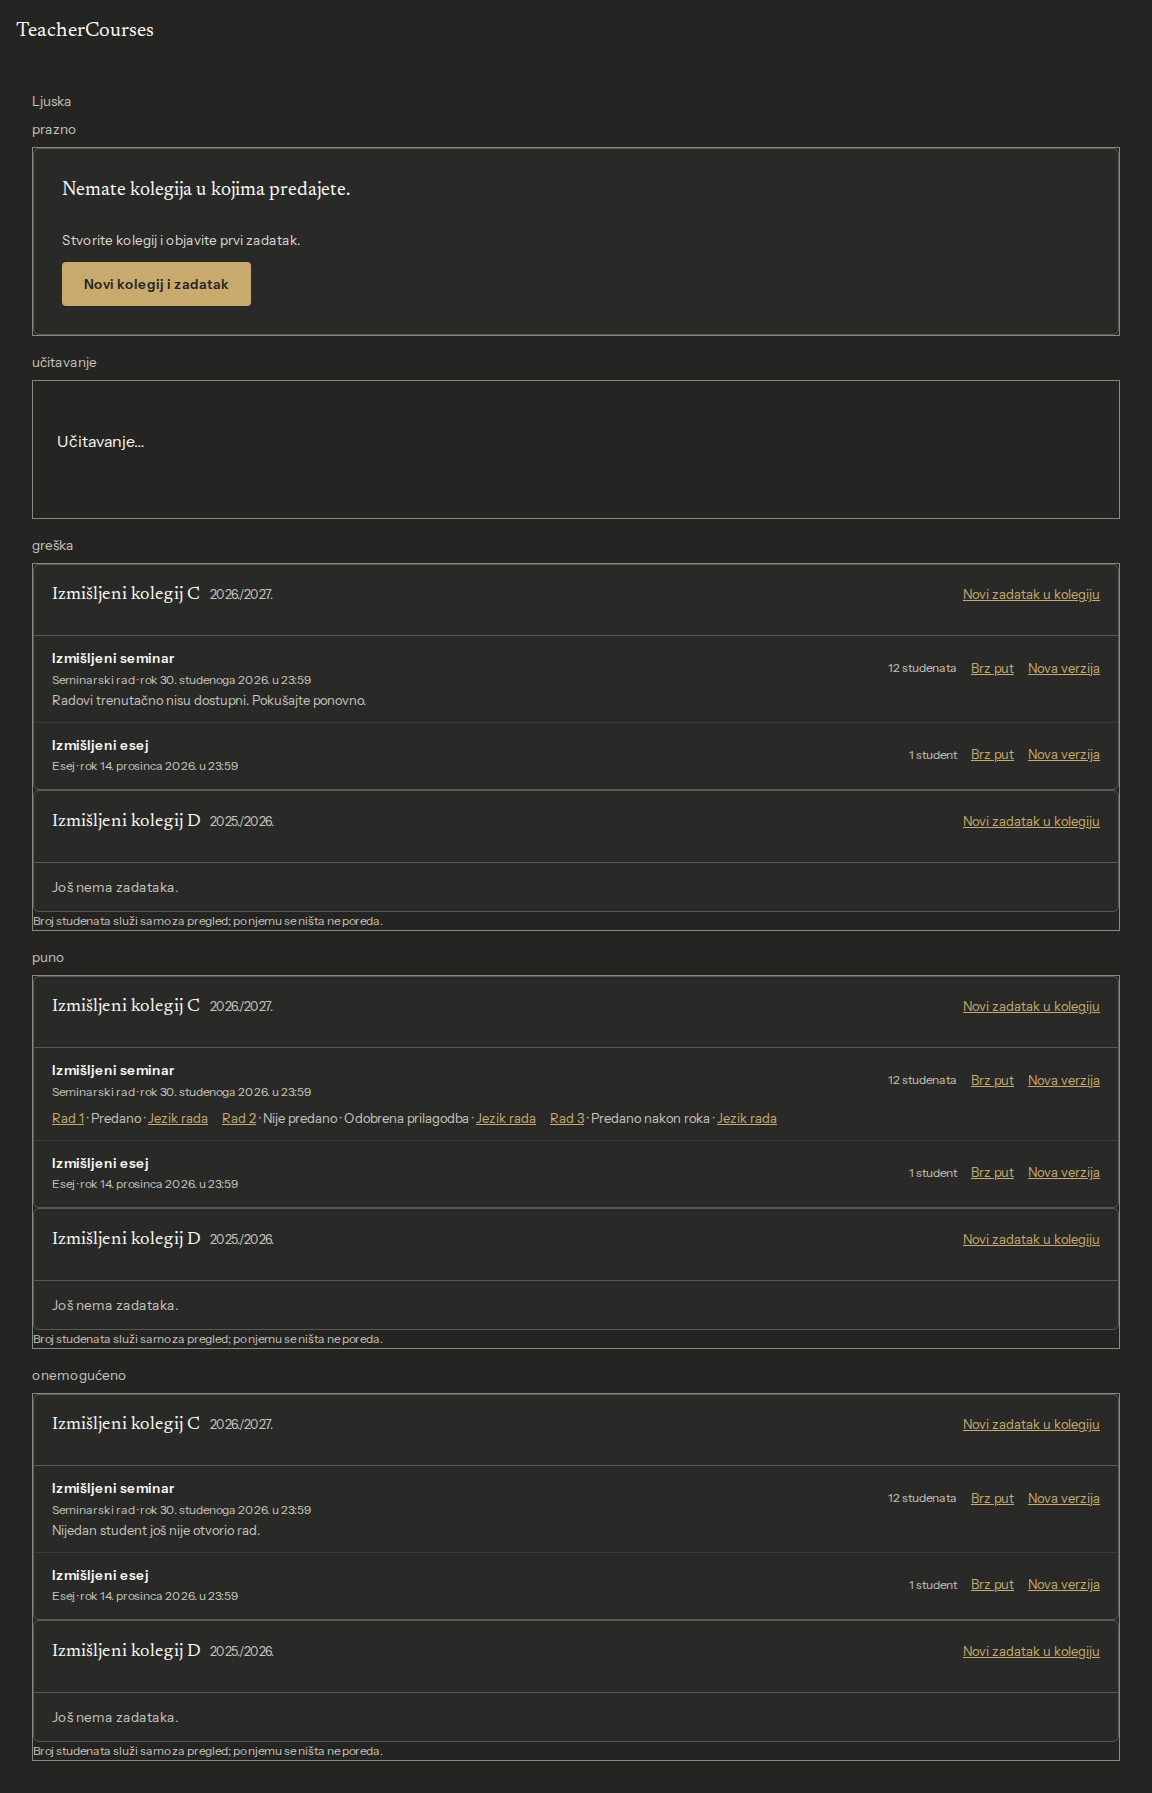 TeacherCourses
Ljuska
prazno
Nemate kolegija u kojima predajete.
Stvorite kolegij i objavite prvi zadatak.
Novi kolegij i zadatak
učitavanje
Učitavanje…
greška
Izmišljeni kolegij C 2026./2027. Novi zadatak u kolegiju
Izmišljeni seminar
Seminarski rad · rok 30. studenoga 2026. u 23:59 12 studenata Brz put Nova verzija
Radovi trenutačno nisu dostupni. Pokušajte ponovno.
Izmišljeni esej
Esej · rok 14. prosinca 2026. u 23:59 1 student Brz put Nova verzija
Izmišljeni kolegij D 2025./2026. Novi zadatak u kolegiju
Još nema zadataka.
Broj studenata služi samo za pregled; po njemu se ništa ne poreda.
puno
Izmišljeni kolegij C 2026./2027. Novi zadatak u kolegiju
Izmišljeni seminar
Seminarski rad · rok 30. studenoga 2026. u 23:59 12 studenata Brz put Nova verzija
Rad 1 · Predano · Jezik rada Rad 2 · Nije predano · Odobrena prilagodba · Jezik rada Rad 3 · Predano nakon roka · Jezik rada
Izmišljeni esej
Esej · rok 14. prosinca 2026. u 23:59 1 student Brz put Nova verzija
Izmišljeni kolegij D 2025./2026. Novi zadatak u kolegiju
Još nema zadataka.
Broj studenata služi samo za pregled; po njemu se ništa ne poreda.
onemogućeno
Izmišljeni kolegij C 2026./2027. Novi zadatak u kolegiju
Izmišljeni seminar
Seminarski rad · rok 30. studenoga 2026. u 23:59 12 studenata Brz put Nova verzija
Nijedan student još nije otvorio rad.
Izmišljeni esej
Esej · rok 14. prosinca 2026. u 23:59 1 student Brz put Nova verzija
Izmišljeni kolegij D 2025./2026. Novi zadatak u kolegiju
Još nema zadataka.
Broj studenata služi samo za pregled; po njemu se ništa ne poreda.